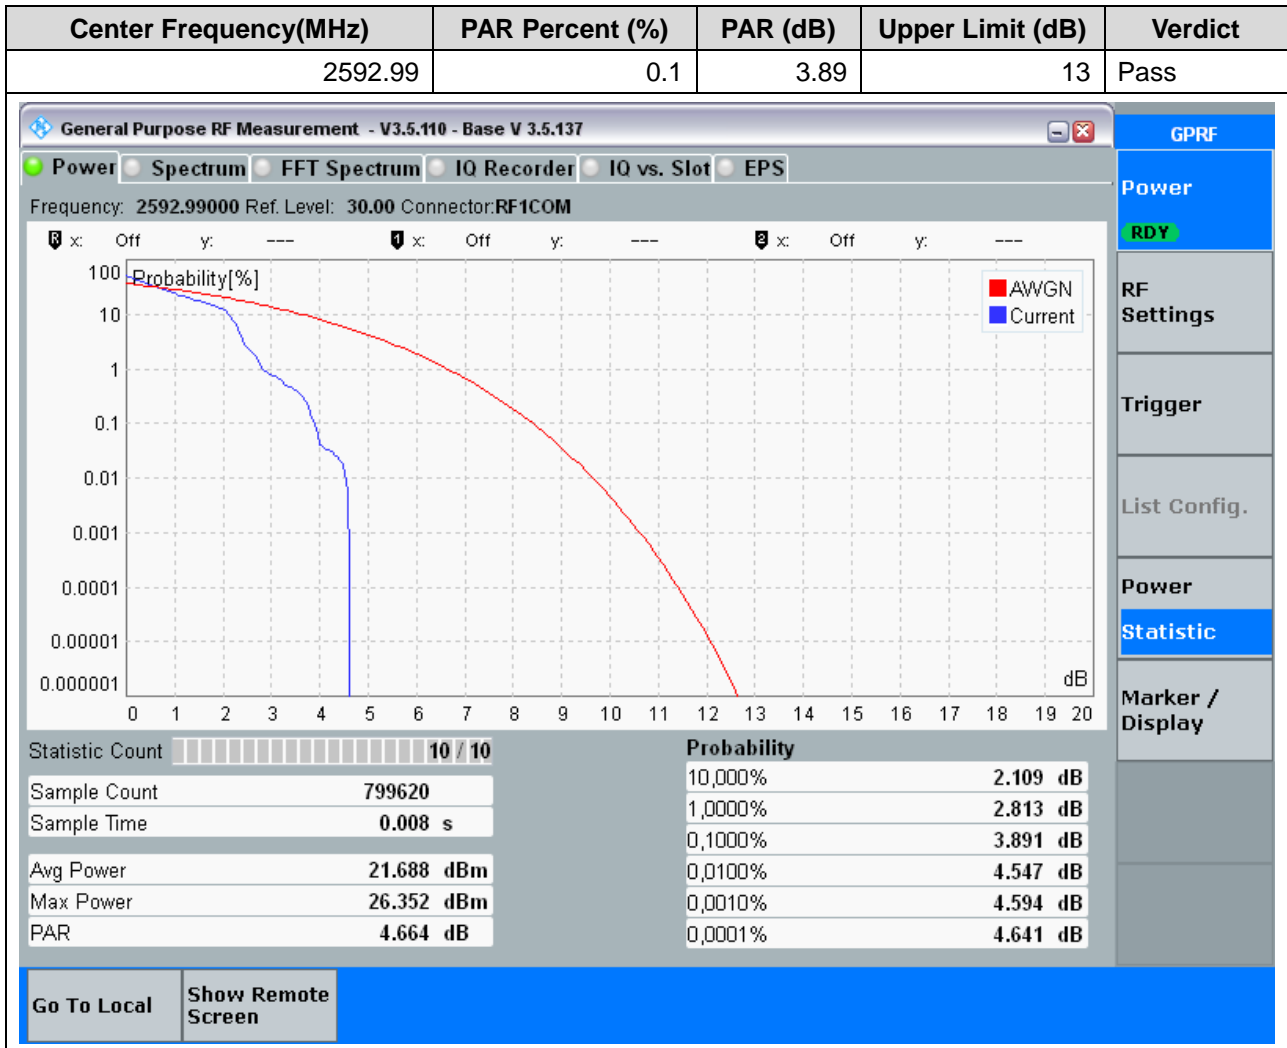 Center Frequency(MHz) PAR Percent (%) PAR (dB) Upper Limit (dB) Verdict
2592.99 0.1 3.89 13 Pass
General Purpose RF Measurement - V3.5.110 - Base V 3.5.137
GPRF
Power Spectrum FFT Spectrum IQ Recorder IQ vs. Slot EPS
Frequency: 2592.99000 Ref. Level: 30.00 Connector:RF1COM
R x: Off y: --- 1 x: Off y: --- 2 x: Off y: ---
Probability[%]
AWGN
Current
100
10
1
0.1
0.01
0.001
0.0001
0.00001
0.000001
dB
0 1 2 3 4 5 6 7 8 9 10 11 12 13 14 15 16 17 18 19 20
Statistic Count 10 / 10
Sample Count 799620
Sample Time 0.008 s
Avg Power 21.688 dBm
Max Power 26.352 dBm
PAR 4.664 dB
Probability
10,000% 2.109 dB
1,0000% 2.813 dB
0,1000% 3.891 dB
0,0100% 4.547 dB
0,0010% 4.594 dB
0,0001% 4.641 dB
Power
RDY
RF
Settings
Trigger
List Config.
Power
Statistic
Marker /
Display
Go To Local
Show Remote
Screen